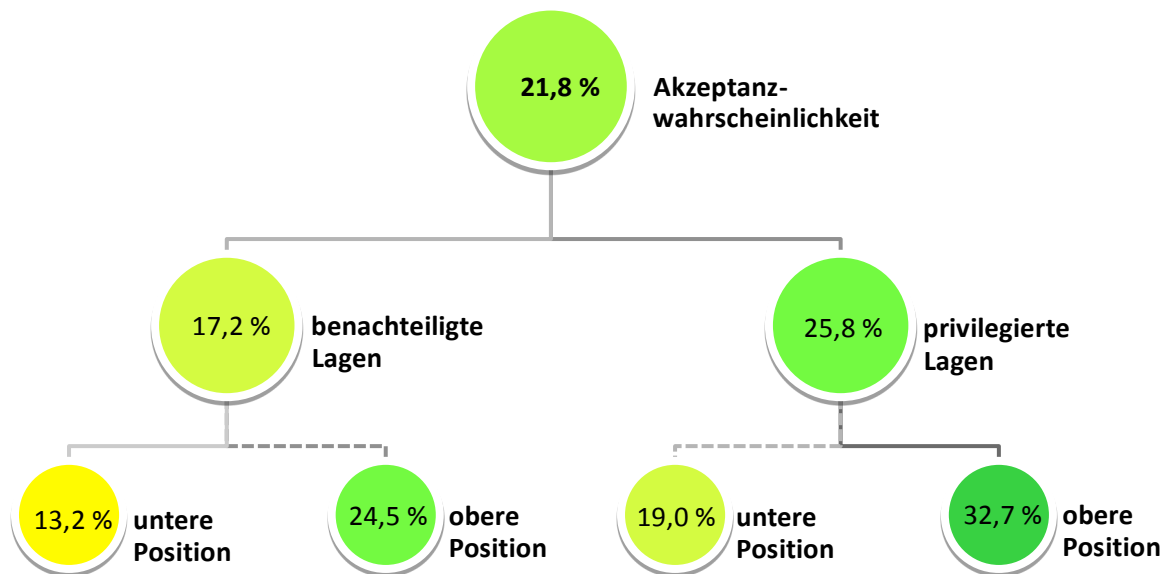 21,8 %
Akzeptanz-
wahrscheinlichkeit
17,2 %
benachteiligte
Lagen
25,8 %
privilegierte
Lagen
13,2 %
untere
Position
24,5 %
obere
Position
19,0 %
untere
Position
32,7 %
obere
Position